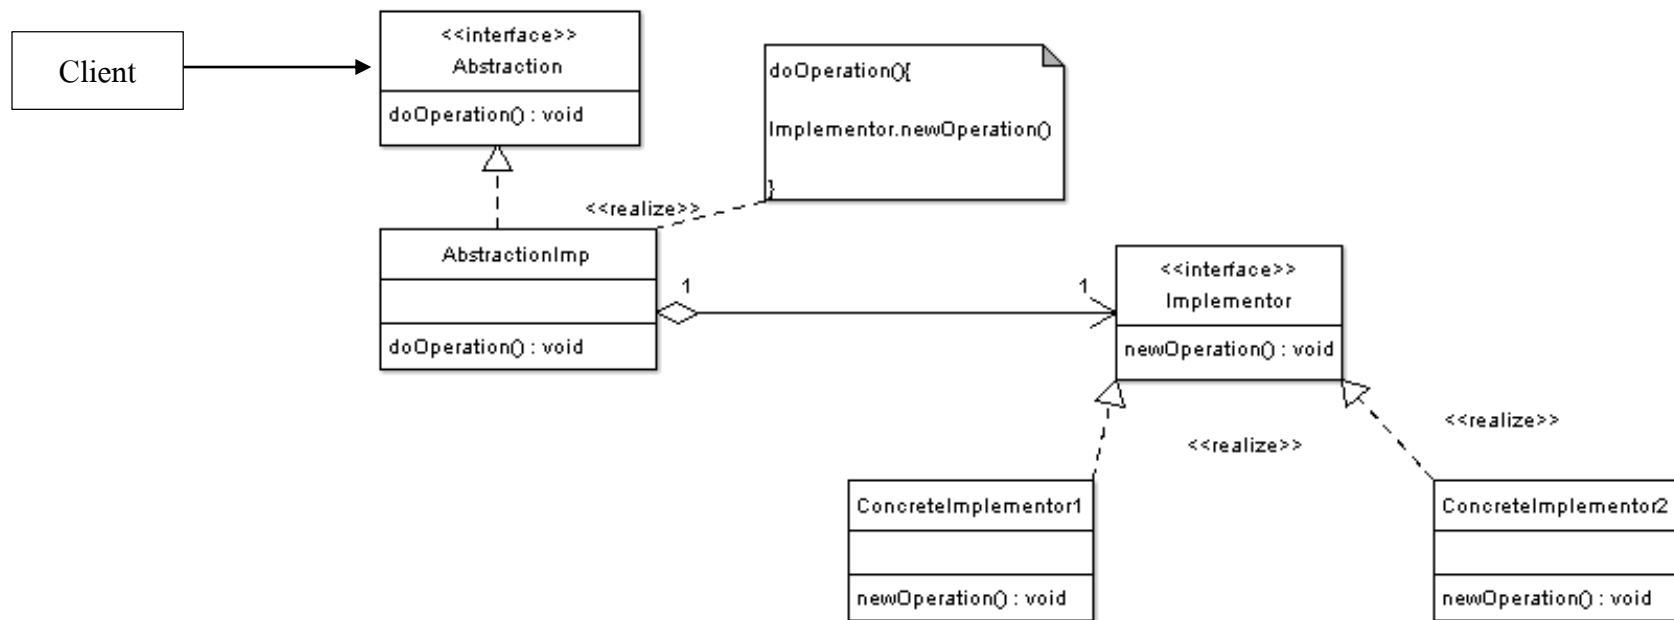 Client
<<interface>>
Abstraction
doOperation() : void
doOperation(){
Implementor.newOperation()
}
<<realize>>
AbstractionImp
doOperation() : void
1
1
<<interface>>
Implementor
newOperation() : void
<<realize>>
<<realize>>
ConcreteImplementor1
newOperation() : void
ConcreteImplementor2
newOperation() : void